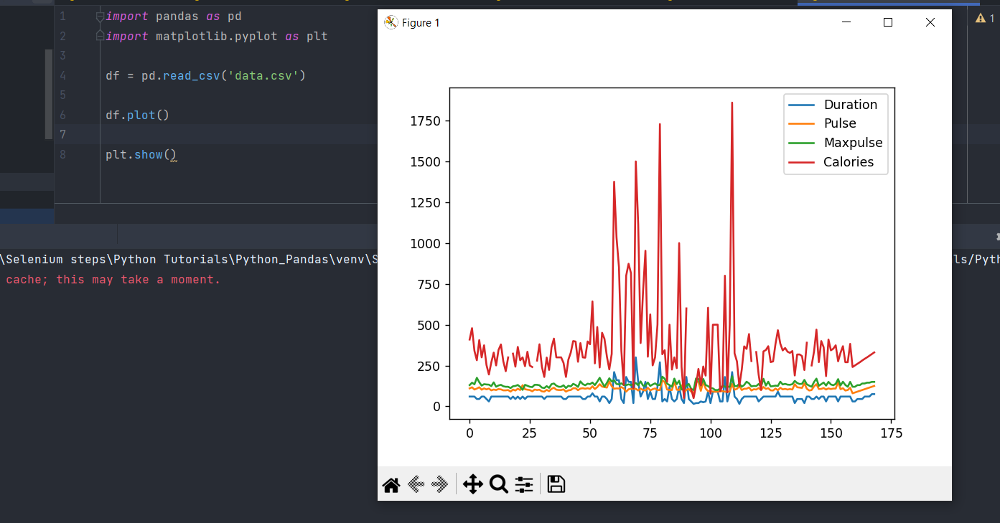 1 import pandas as pd
2 import matplotlib.pyplot as plt
3
4 df = pd.read_csv('data.csv')
5
6 df.plot()
7
8 plt.show()
1
Figure 1
Duration
Pulse
Maxpulse
Calories
1750
1500
1250
1000
750
500
250
0
0 25 50 75 100 125 150 175
\Selenium steps\Python Tutorials\Python_Pandas\venv\S ls/Pyth
cache; this may take a moment.